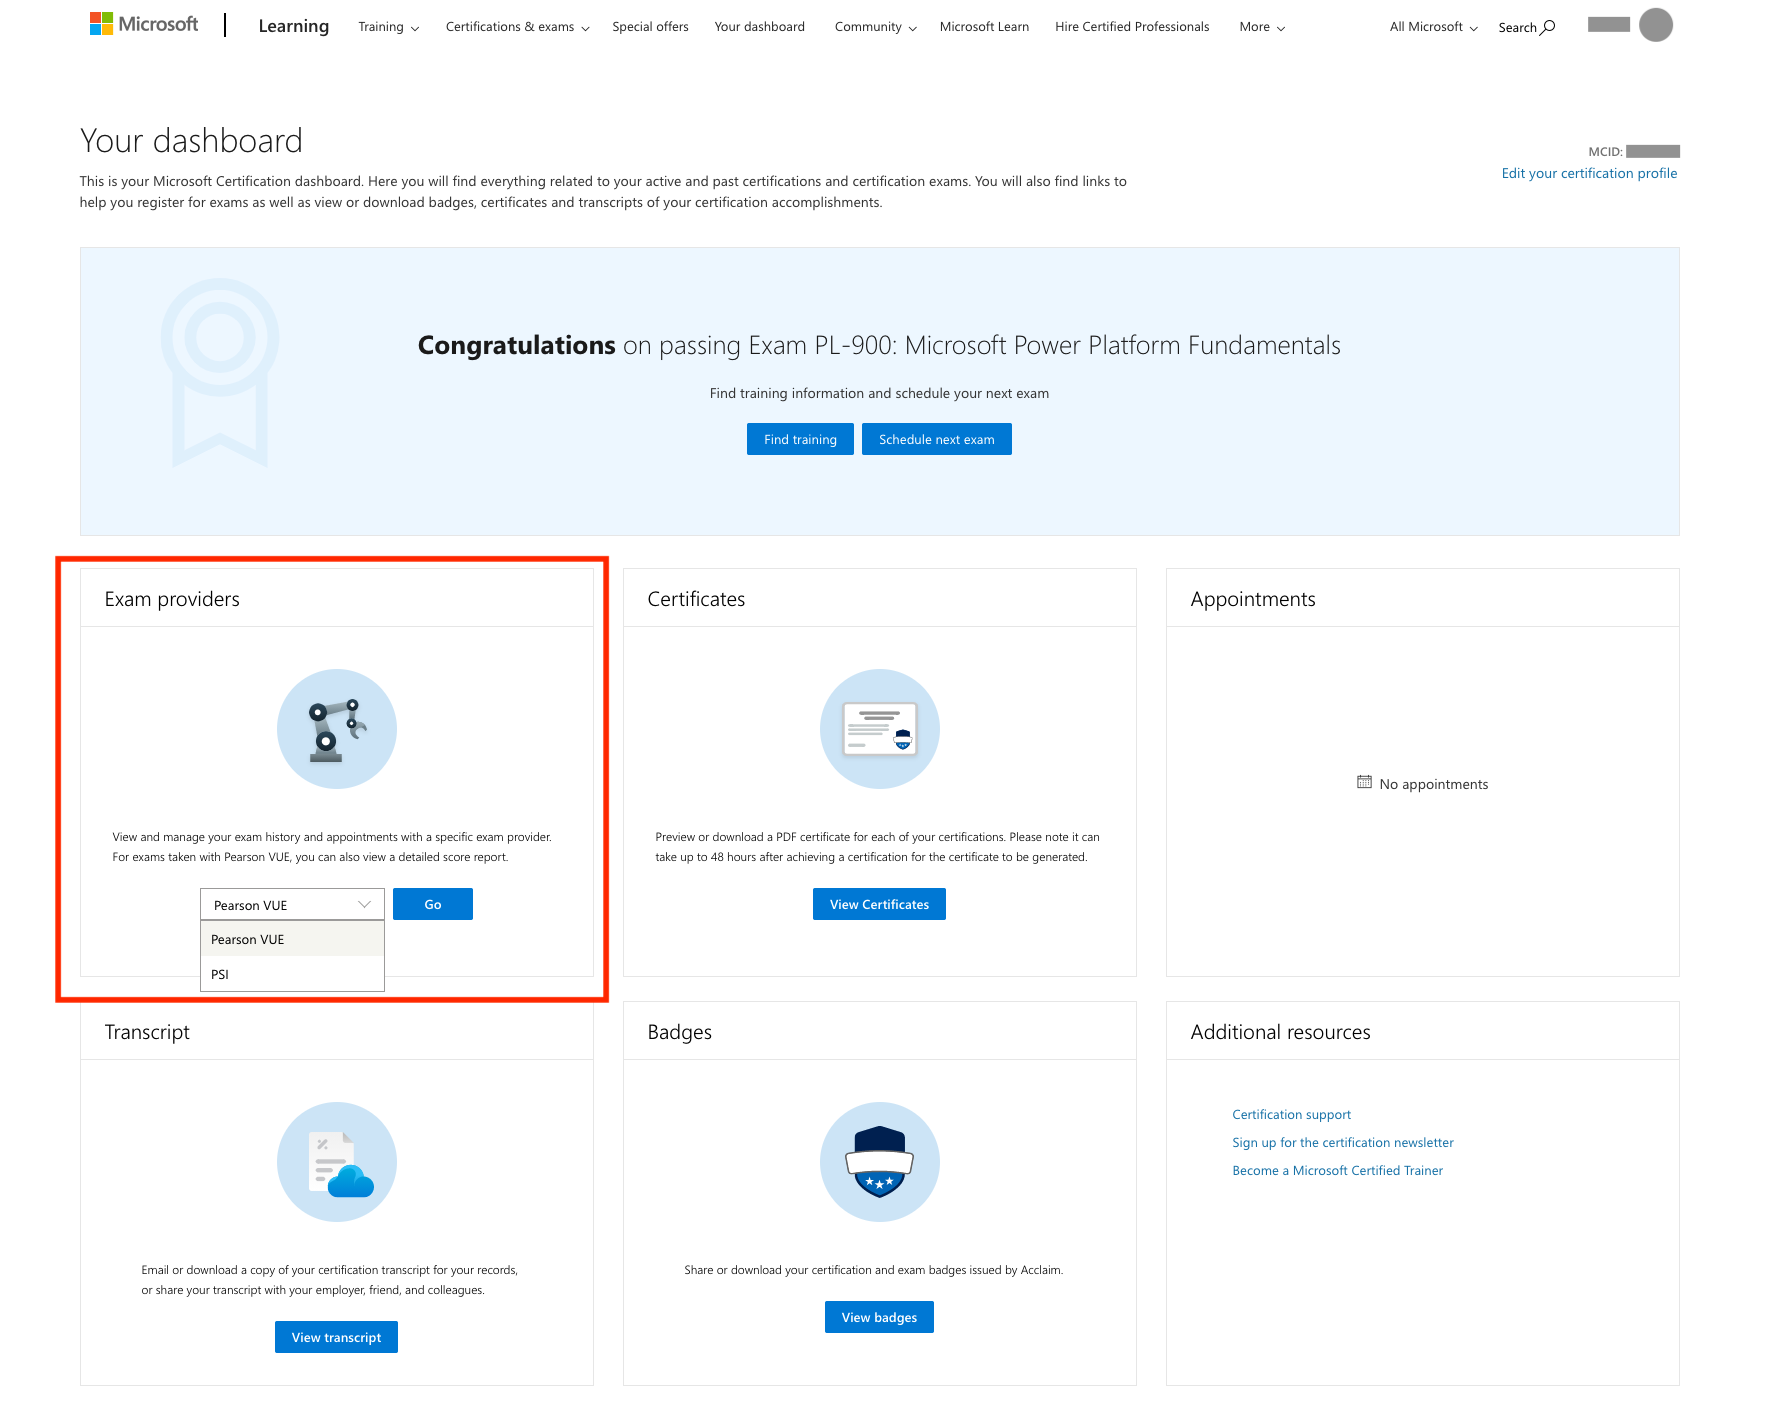 Microsoft
Learning
Training
Certifications & exams
Special offers
Your dashboard
Community
Microsoft Learn
Hire Certified Professionals
More
All Microsoft
Search
Your dashboard
MCID:
Edit your certification profile
This is your Microsoft Certification dashboard. Here you will find everything related to your active and past certifications and certification exams. You will also find links to
help you register for exams as well as view or download badges, certificates and transcripts of your certification accomplishments.
Congratulations on passing Exam PL-900: Microsoft Power Platform Fundamentals
Find training information and schedule your next exam
Find training
Schedule next exam
Exam providers
View and manage your exam history and appointments with a specific exam provider.
For exams taken with Pearson VUE, you can also view a detailed score report.
Pearson VUE
Go
Pearson VUE
PSI
Certificates
Preview or download a PDF certificate for each of your certifications. Please note it can
take up to 48 hours after achieving a certification for the certificate to be generated.
View Certificates
Appointments
No appointments
Transcript
Email or download a copy of your certification transcript for your records,
or share your transcript with your employer, friend, and colleagues.
View transcript
Badges
Share or download your certification and exam badges issued by Acclaim.
View badges
Additional resources
Certification support
Sign up for the certification newsletter
Become a Microsoft Certified Trainer